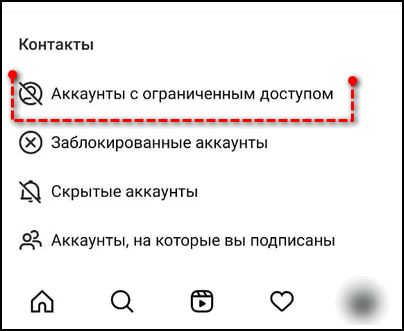 Контакты
Аккаунты с ограниченным доступом
Заблокированные аккаунты
Скрытые аккаунты
Аккаунты, на которые вы подписаны